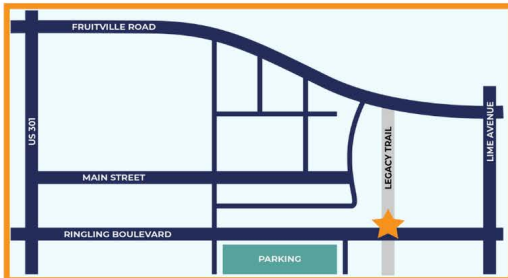 FRUITVILLE ROAD
US 301
LIME AVENUE
LEGACY TRAIL
MAIN STREET
RINGLING BOULEVARD
PARKING